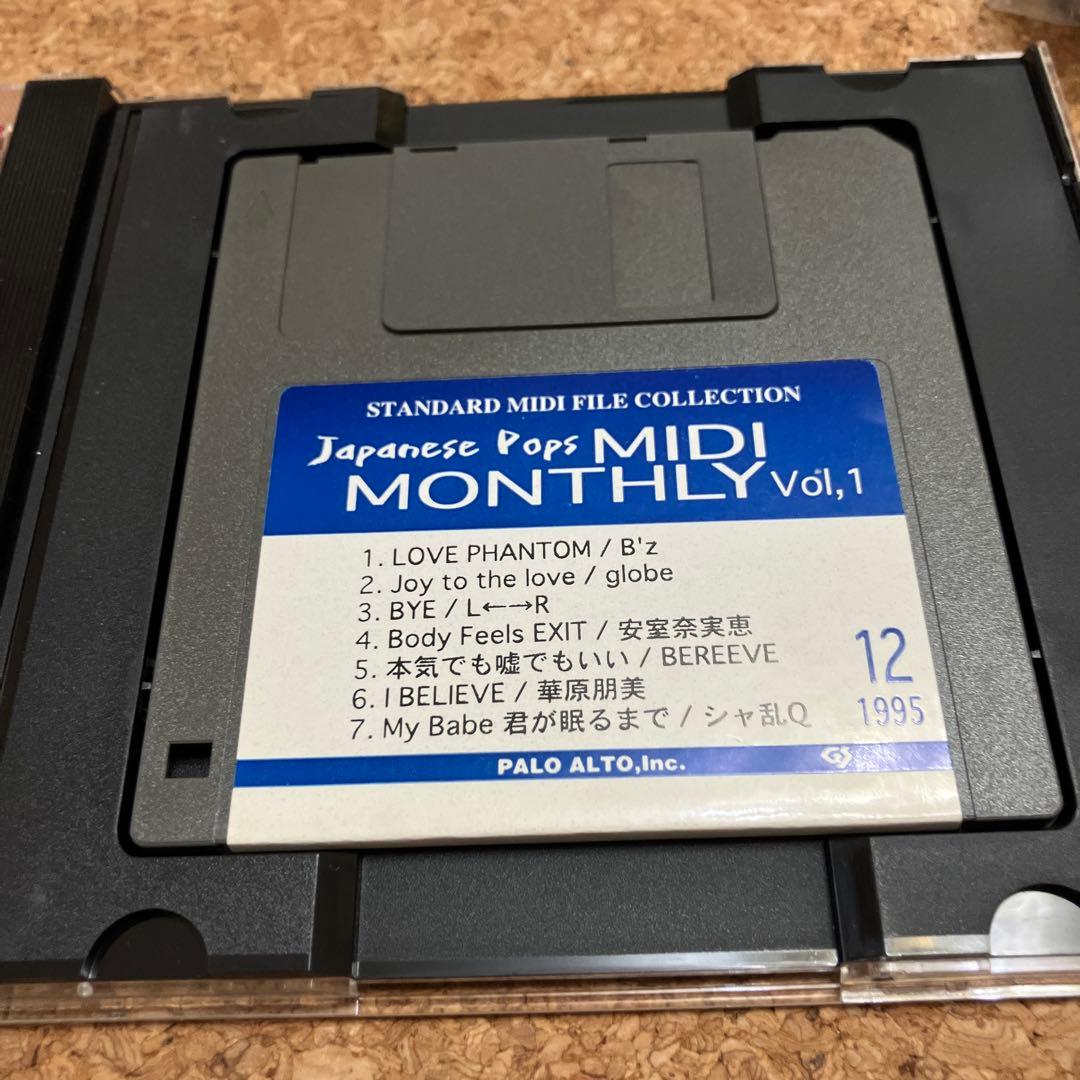 STANDARD MIDI FILE COLLECTION
Japanese Pops MIDI
MONTHLY Vol,1
1. LOVE PHANTOM / B'z
2. Joy to the love / globe
3. BYE / L←→R
4. Body Feels EXIT / 安室奈実恵
5. 本気でも嘘でもいい / BEREEVE
6. I BELIEVE / 華原朋美
7. My Babe 君が眠るまで / シャ乱Q
12
1995
PALO ALTO,Inc.
GS